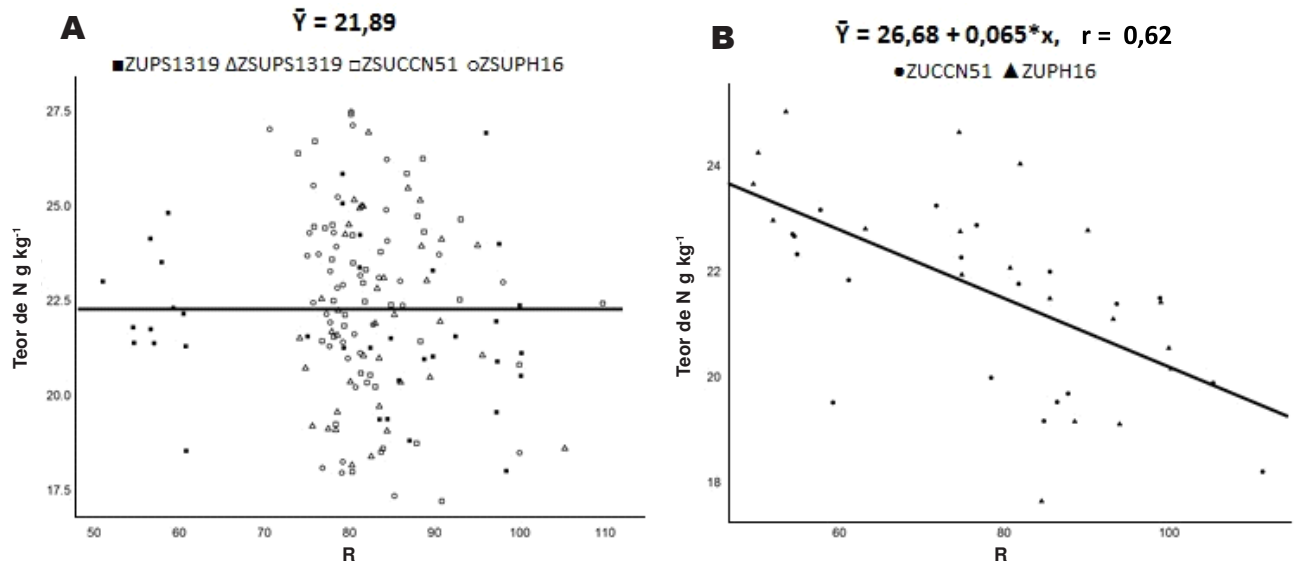 A
Ȳ = 21,89
■ZUPS1319 ΔZSUPS1319 □ZSUCCN51 ○ZSUPH16
27.5
25.0
22.5
20.0
17.5
Teor de N g kg⁻¹
50 60 70 80 90 100 110
R
B
Ȳ = 26,68 + 0,065*x, r = 0,62
●ZUCCN51 ▲ZUPH16
24
22
20
18
Teor de N g kg⁻¹
60 80 100
R